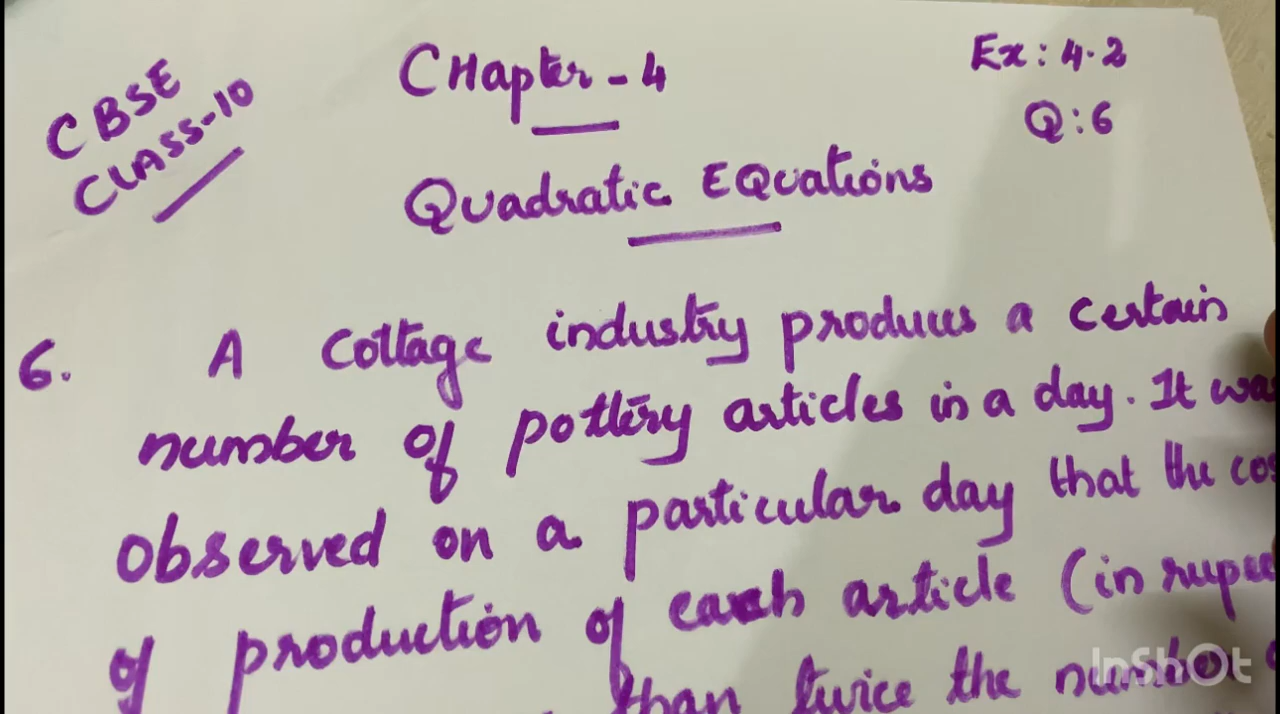 CBSE
CLASS-10
CHapter - 4
Ex: 4.2
Q:6
Quadratic EQuations
6. A Cottage industry produces a certain
number of pottery articles in a day. It was
observed on a particular day that the cos
of production of each article (in rupee
than twice the number
InShOt